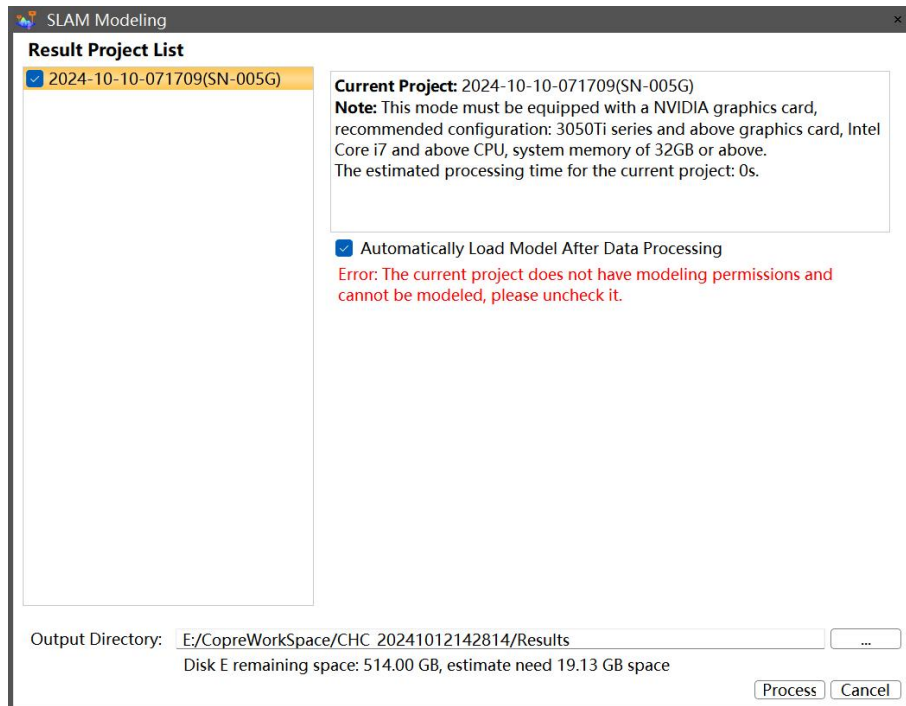 SLAM Modeling
×
Result Project List
2024-10-10-071709(SN-005G)
Current Project: 2024-10-10-071709(SN-005G)
Note: This mode must be equipped with a NVIDIA graphics card,
recommended configuration: 3050Ti series and above graphics card, Intel
Core i7 and above CPU, system memory of 32GB or above.
The estimated processing time for the current project: 0s.
Automatically Load Model After Data Processing
Error: The current project does not have modeling permissions and
cannot be modeled, please uncheck it.
Output Directory: E:/CopreWorkSpace/CHC_20241012142814/Results ...
Disk E remaining space: 514.00 GB, estimate need 19.13 GB space
Process Cancel